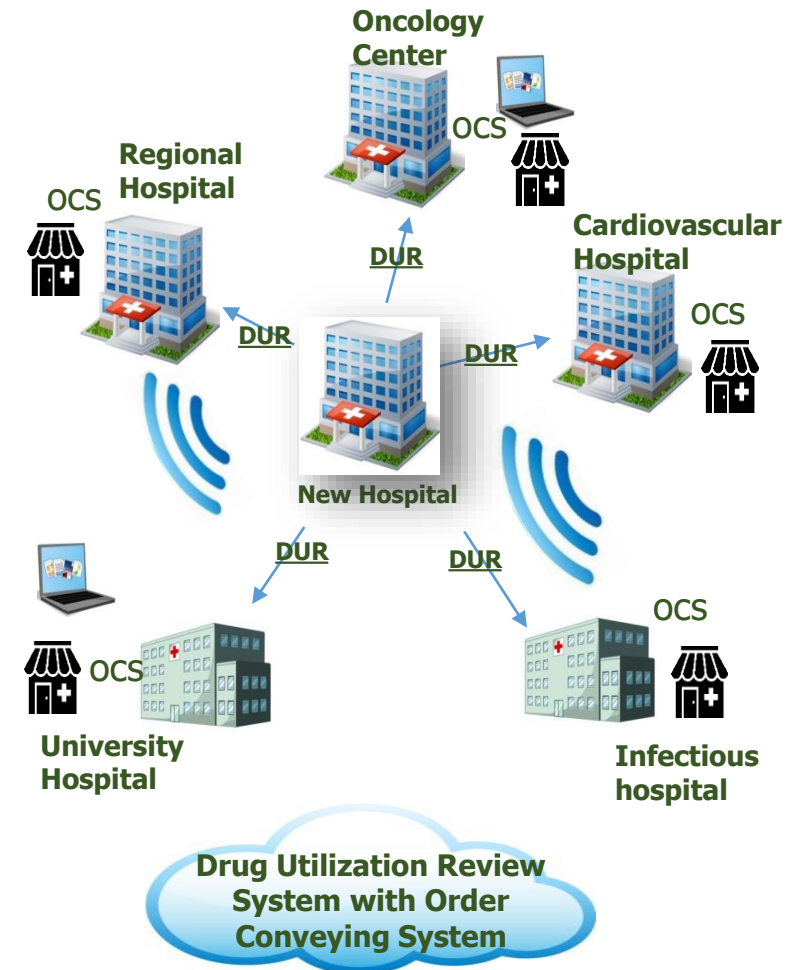 Oncology
Center
OCS
Regional
Hospital
OCS
Cardiovascular
Hospital
OCS
DUR
DUR
DUR
New Hospital
DUR
DUR
OCS
OCS
University
Hospital
Infectious
hospital
Drug Utilization Review
System with Order
Conveying System